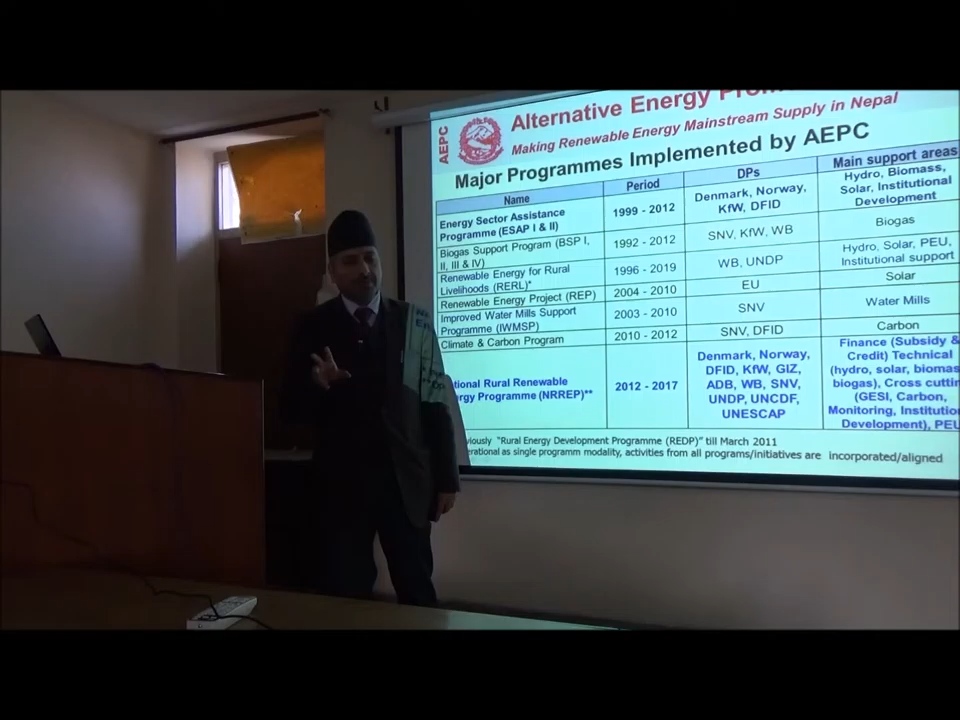 AEPC
Alternative Energy
Making Renewable Energy Mainstream Supply in Nepal
Major Programmes Implemented by AEPC
Name Period DPs Main support areas
Energy Sector Assistance
Programme (ESAP I & II)
1999 - 2012
Denmark, Norway,
KfW, DFID
Hydro, Biomass,
Solar, Institutional
Development
Biogas Support Program (BSP I,
II, III & IV)
1992 - 2012
SNV, KfW, WB
Biogas
Renewable Energy for Rural
Livelihoods (RERL)*
1996 - 2019
WB, UNDP
Hydro, Solar, PEU,
Institutional support
Renewable Energy Project (REP)
2004 - 2010
EU
Solar
Improved Water Mills Support
Programme (IWMSP)
2003 - 2010
SNV
Water Mills
Climate & Carbon Program
2010 - 2012
SNV, DFID
Carbon
Rural Renewable
Programme (NRREP)**
2012 - 2017
Denmark, Norway,
DFID, KfW, GIZ,
ADB, WB, SNV,
UNDP, UNCDF,
UNESCAP
Finance (Subsidy &
Credit) Technical
(hydro, solar, biomas
biogas), Cross cuttin
(GESI, Carbon,
Monitoring, Institutio
Development), PEU
"Rural Energy Development Programme (REDP)" till March 2011
as single programm modality, activities from all programs/initiatives are incorporated/aligned